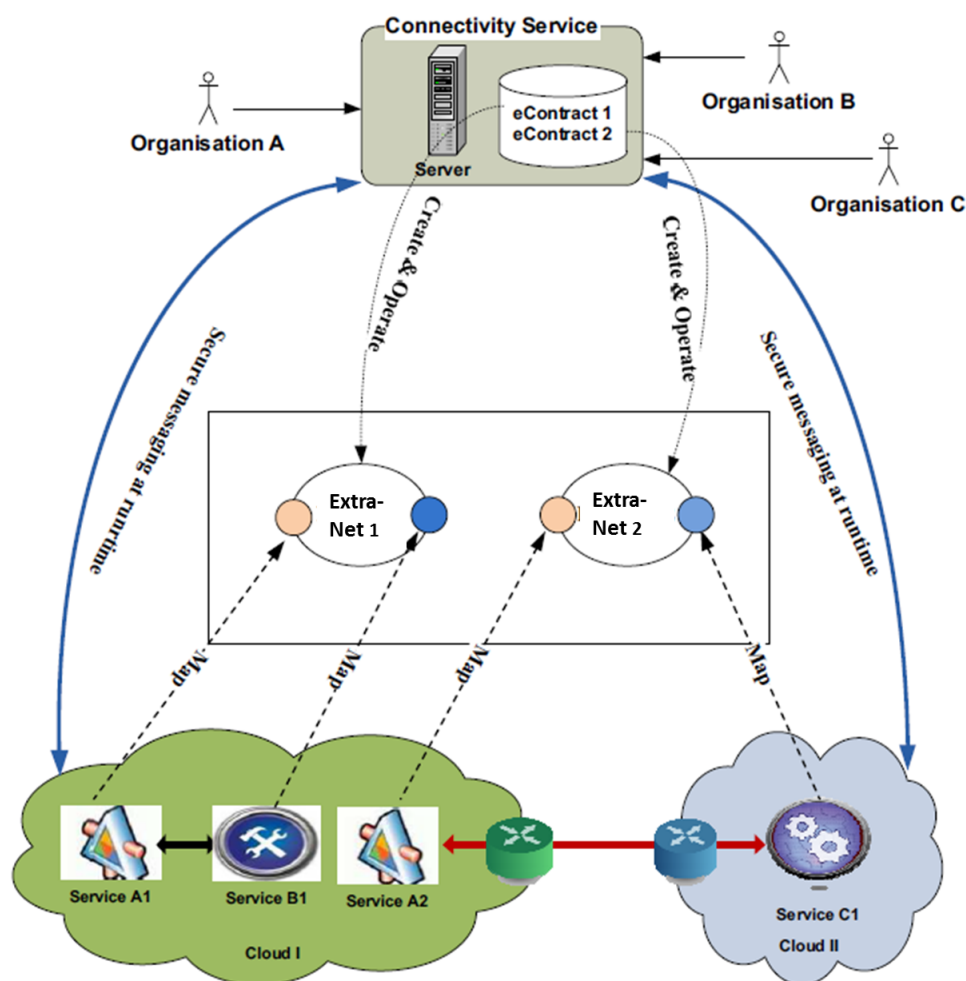 Connectivity Service
eContract 1
eContract 2
Server
Organisation A
Organisation B
Organisation C
Create & Operate
Create & Operate
Secure messaging at runrtime
Secure messaging at runtime
Extra-
Net 1
Extra-
Net 2
Map
Map
Map
Map
Service A1
Service B1
Service A2
Service C1
Cloud I
Cloud II